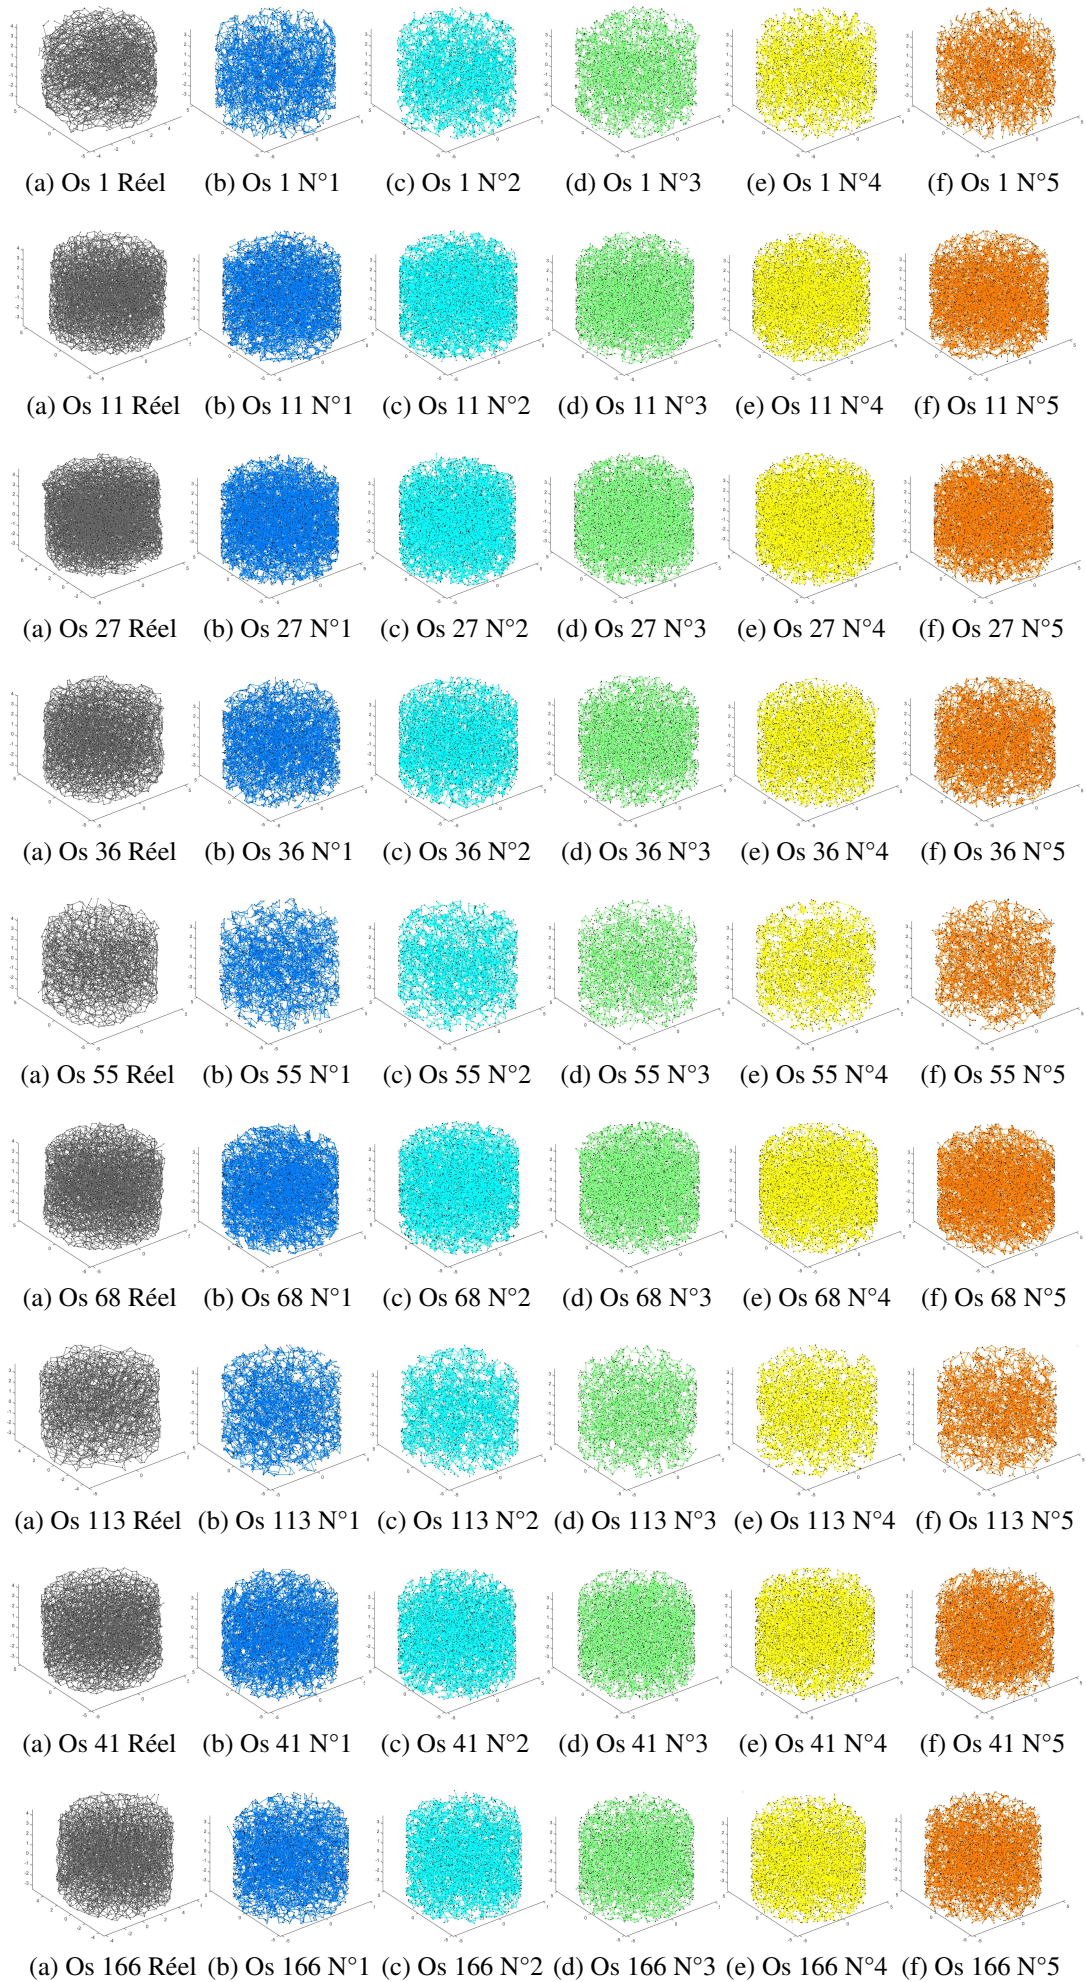 (a) Os 1 Réel (b) Os 1 N°1 (c) Os 1 N°2 (d) Os 1 N°3 (e) Os 1 N°4 (f) Os 1 N°5
(a) Os 11 Réel (b) Os 11 N°1 (c) Os 11 N°2 (d) Os 11 N°3 (e) Os 11 N°4 (f) Os 11 N°5
(a) Os 27 Réel (b) Os 27 N°1 (c) Os 27 N°2 (d) Os 27 N°3 (e) Os 27 N°4 (f) Os 27 N°5
(a) Os 36 Réel (b) Os 36 N°1 (c) Os 36 N°2 (d) Os 36 N°3 (e) Os 36 N°4 (f) Os 36 N°5
(a) Os 55 Réel (b) Os 55 N°1 (c) Os 55 N°2 (d) Os 55 N°3 (e) Os 55 N°4 (f) Os 55 N°5
(a) Os 68 Réel (b) Os 68 N°1 (c) Os 68 N°2 (d) Os 68 N°3 (e) Os 68 N°4 (f) Os 68 N°5
(a) Os 113 Réel (b) Os 113 N°1 (c) Os 113 N°2 (d) Os 113 N°3 (e) Os 113 N°4 (f) Os 113 N°5
(a) Os 41 Réel (b) Os 41 N°1 (c) Os 41 N°2 (d) Os 41 N°3 (e) Os 41 N°4 (f) Os 41 N°5
(a) Os 166 Réel (b) Os 166 N°1 (c) Os 166 N°2 (d) Os 166 N°3 (e) Os 166 N°4 (f) Os 166 N°5